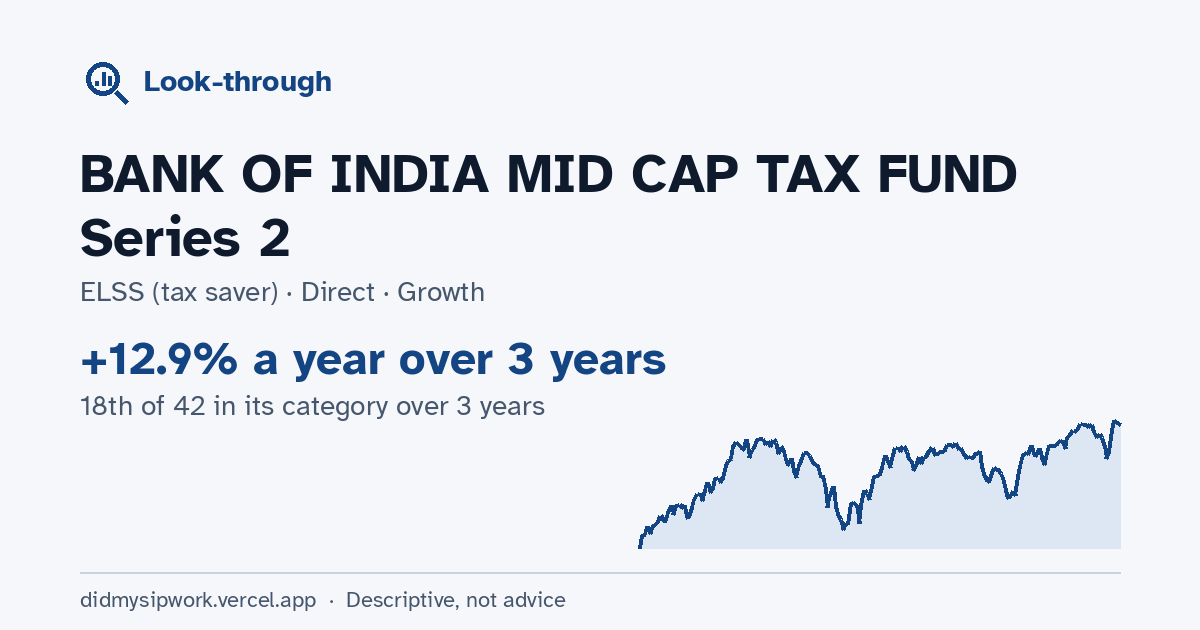 Look-through
BANK OF INDIA MID CAP TAX FUND
Series 2
ELSS (tax saver) · Direct · Growth
+12.9% a year over 3 years
18th of 42 in its category over 3 years
didmysipwork.vercel.app · Descriptive, not advice